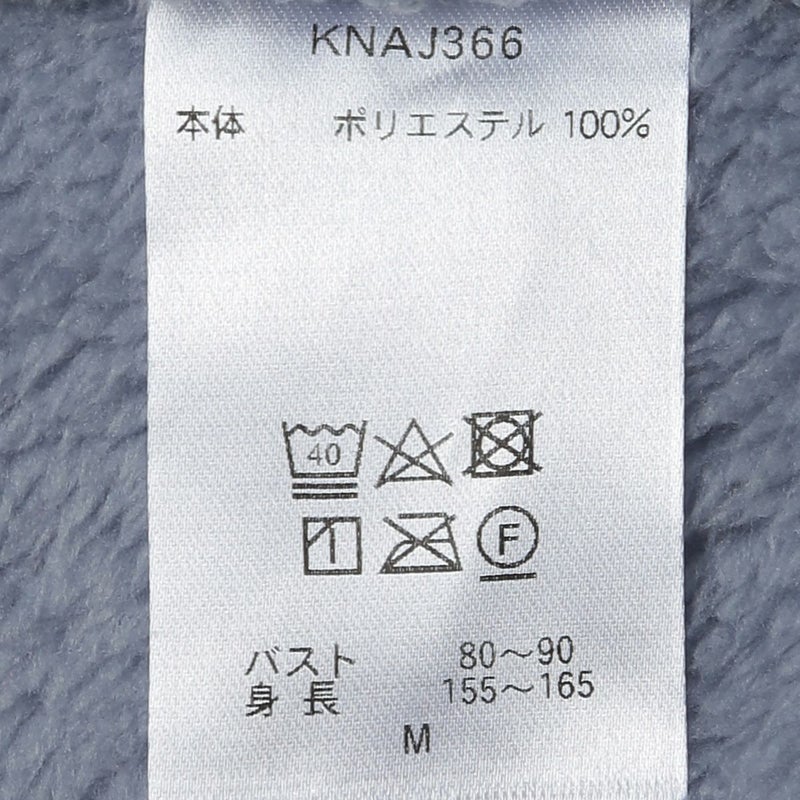 KNAJ366
本体 ポリエステル 100%
40
F
バスト 80～90
身長 155～165
M